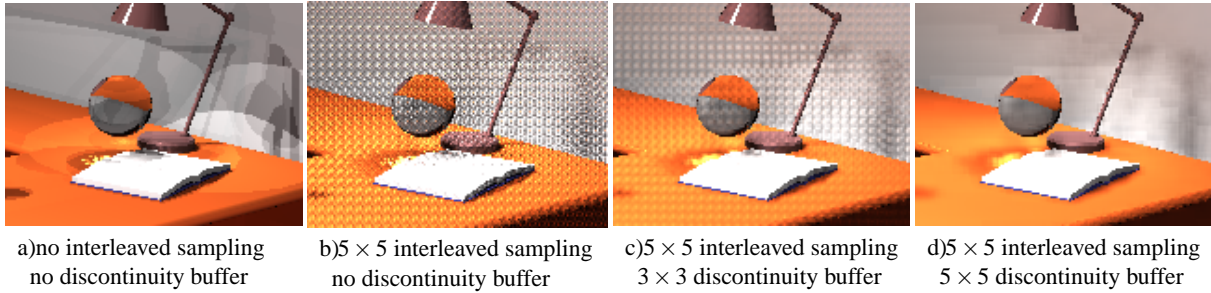 a)no interleaved sampling
no discontinuity buffer
b)5 × 5 interleaved sampling
no discontinuity buffer
c)5 × 5 interleaved sampling
3 × 3 discontinuity buffer
d)5 × 5 interleaved sampling
5 × 5 discontinuity buffer